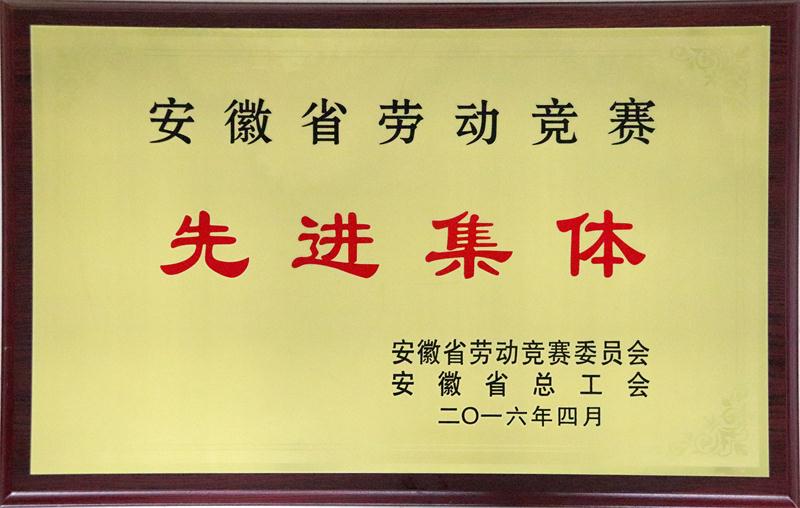 安徽省劳动竞赛
先进集体
安徽省劳动竞赛委员会
安徽省总工会
二〇一六年四月